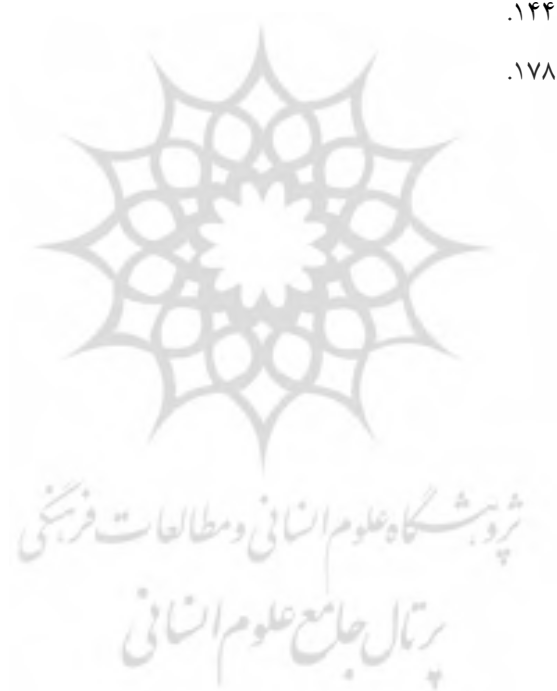 ۱۴۴.
۱۷۸.
پژوهشگاه علوم انسانی و مطالعات فرهنگی
پرتال جامع علوم انسانی